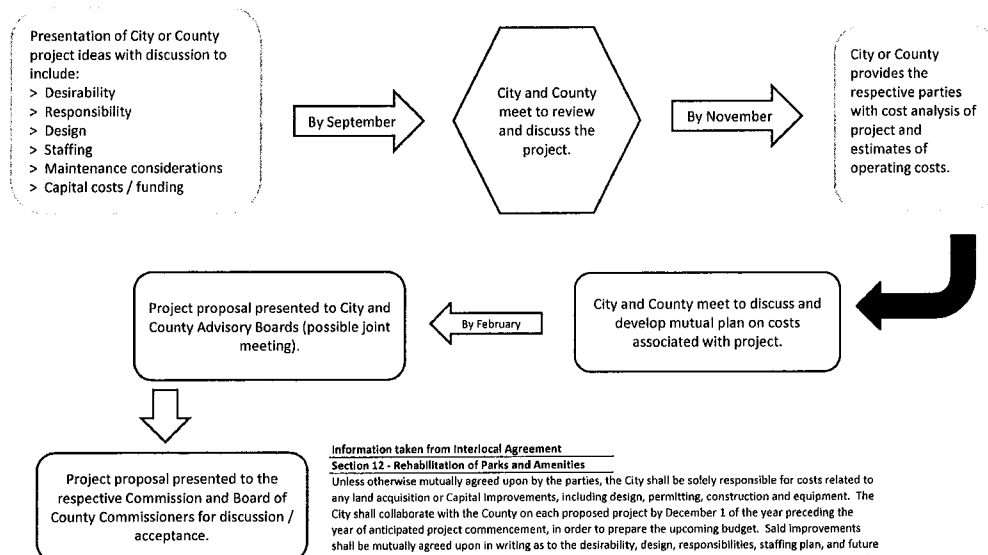 Presentation of City or County
project ideas with discussion to
include:
> Desirability
> Responsibility
> Design
> Staffing
> Maintenance considerations
> Capital costs / funding
By September
City and County
meet to review
and discuss the
project.
By November
City or County
provides the
respective parties
with cost analysis of
project and
estimates of
operating costs.
City and County meet to discuss and
develop mutual plan on costs
associated with project.
By February
Project proposal presented to City and
County Advisory Boards (possible joint
meeting).
Project proposal presented to the
respective Commission and Board of
County Commissioners for discussion /
acceptance.
Information taken from Interlocal Agreement
Section 12 - Rehabilitation of Parks and Amenities
Unless otherwise mutually agreed upon by the parties, the City shall be solely responsible for costs related to
any land acquisition or Capital Improvements, including design, permitting, construction and equipment. The
City shall collaborate with the County on each proposed project by December 1 of the year preceding the
year of anticipated project commencement, in order to prepare the upcoming budget. Said improvements
shall be mutually agreed upon in writing as to the desirability, design, responsibilities, staffing plan, and future